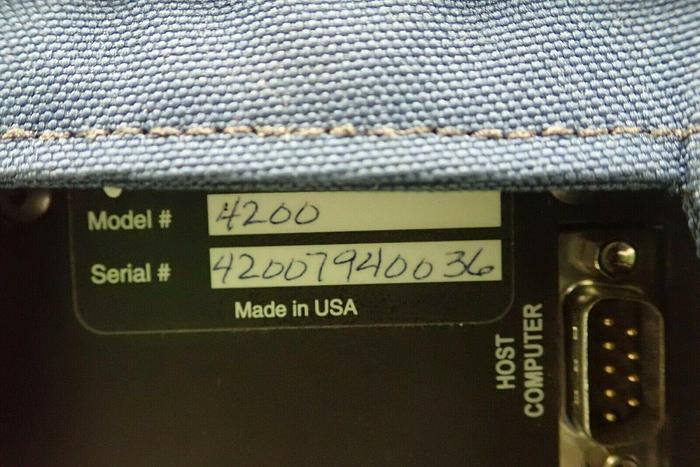 Model # 4200
Serial # 42007940036
Made in USA
HOST
COMPUTER